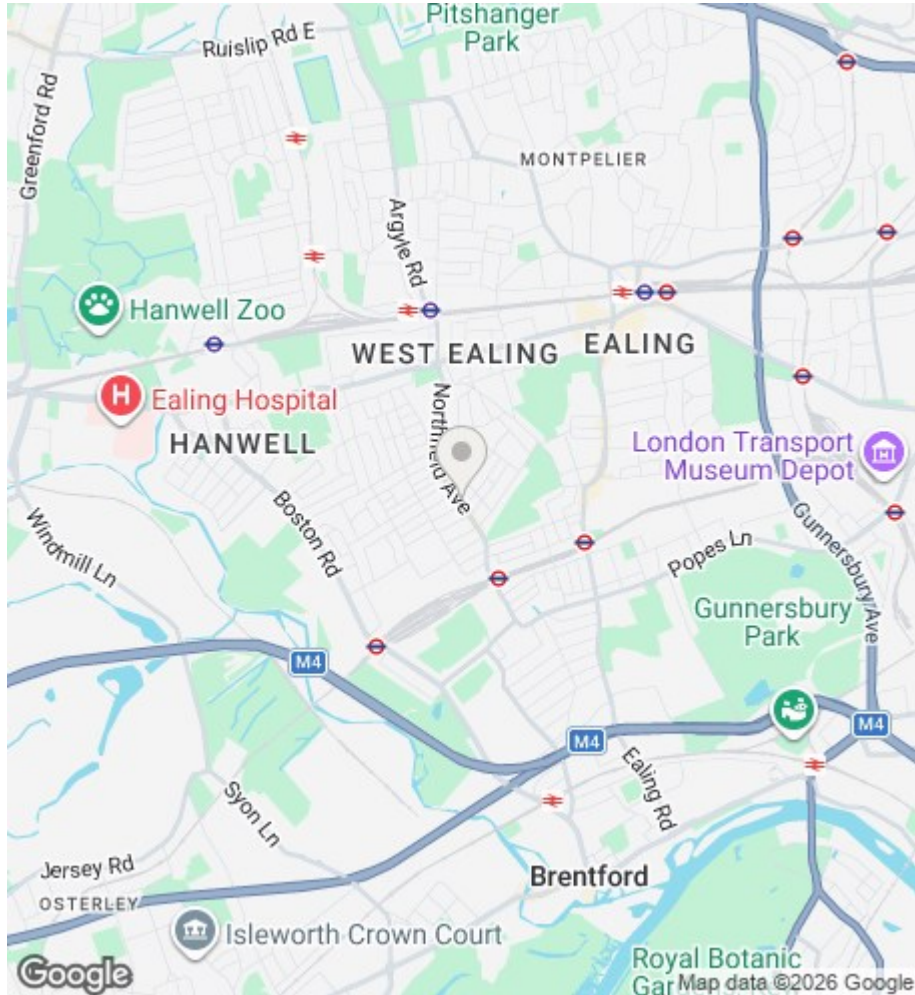 Pitshanger
Park
Ruislip Rd E
Greenford Rd
MONTPELIER
Argyle Rd
Hanwell Zoo
WEST EALING
EALING
H
Ealing Hospital
HANWELL
Northfield Ave
London Transport
Museum Depot
Boston Rd
Windmill Ln
Gunnersbury Ave
Popes Ln
Gunnersbury
Park
M4
M4
M4
Ealing Rd
Syon Ln
Jersey Rd
Brentford
OSTERLEY
Isleworth Crown Court
Royal Botanic
Google
Map data ©2026 Google